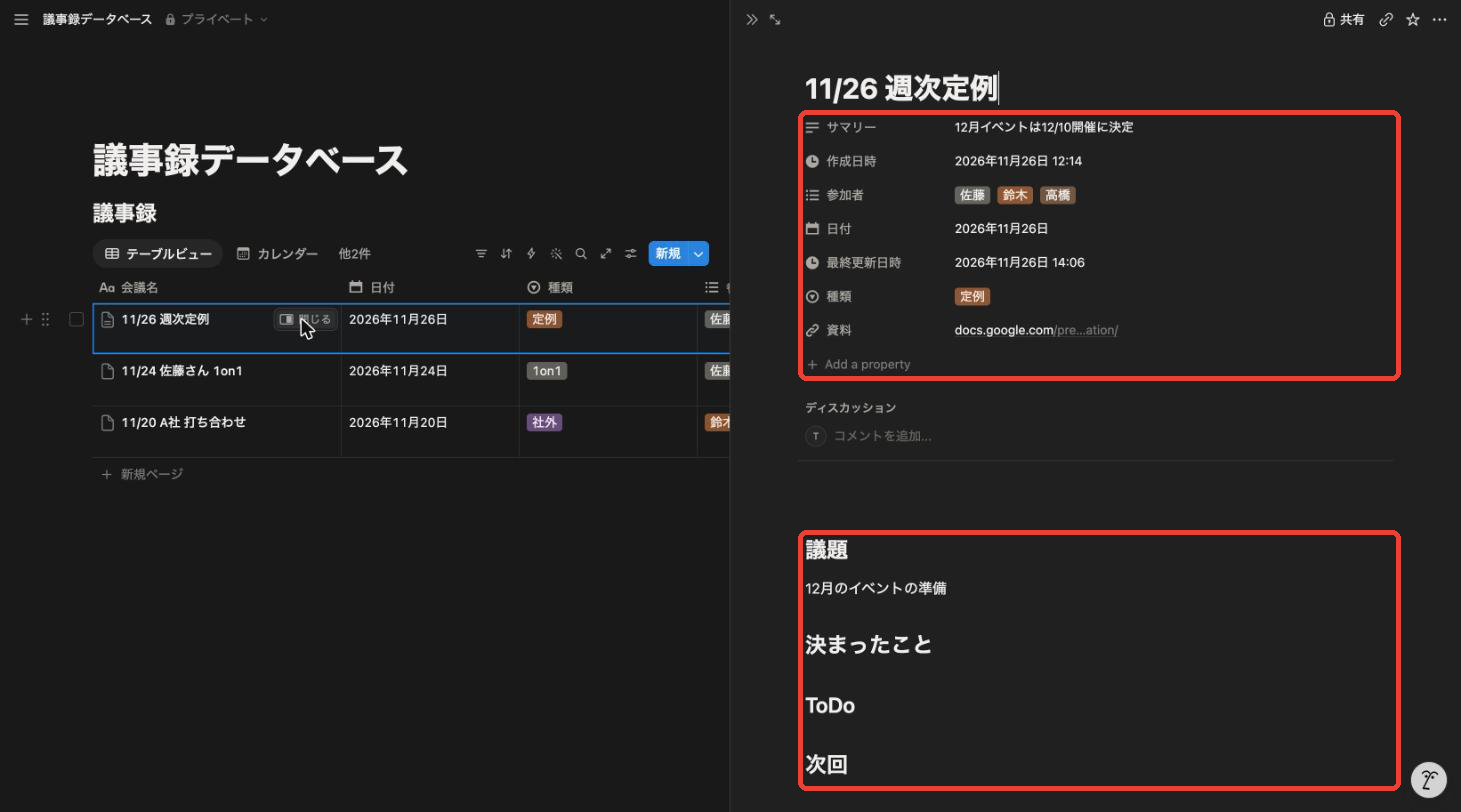 議事録データベース プライベート
議事録データベース
議事録
テーブルビュー カレンダー 他2件 新規
Aa 会議名 日付 種類
11/26 週次定例 閉じる 2026年11月26日 定例 佐藤
11/24 佐藤さん 1on1 2026年11月24日 1on1 佐藤
11/20 A社 打ち合わせ 2026年11月20日 社外 鈴木
新規ページ
共有
11/26 週次定例
サマリー 12月イベントは12/10開催に決定
作成日時 2026年11月26日 12:14
参加者 佐藤 鈴木 高橋
日付 2026年11月26日
最終更新日時 2026年11月26日 14:06
種類 定例
資料 docs.google.com/pre...ation/
Add a property
ディスカッション
T コメントを追加...
議題
12月のイベントの準備
決まったこと
ToDo
次回